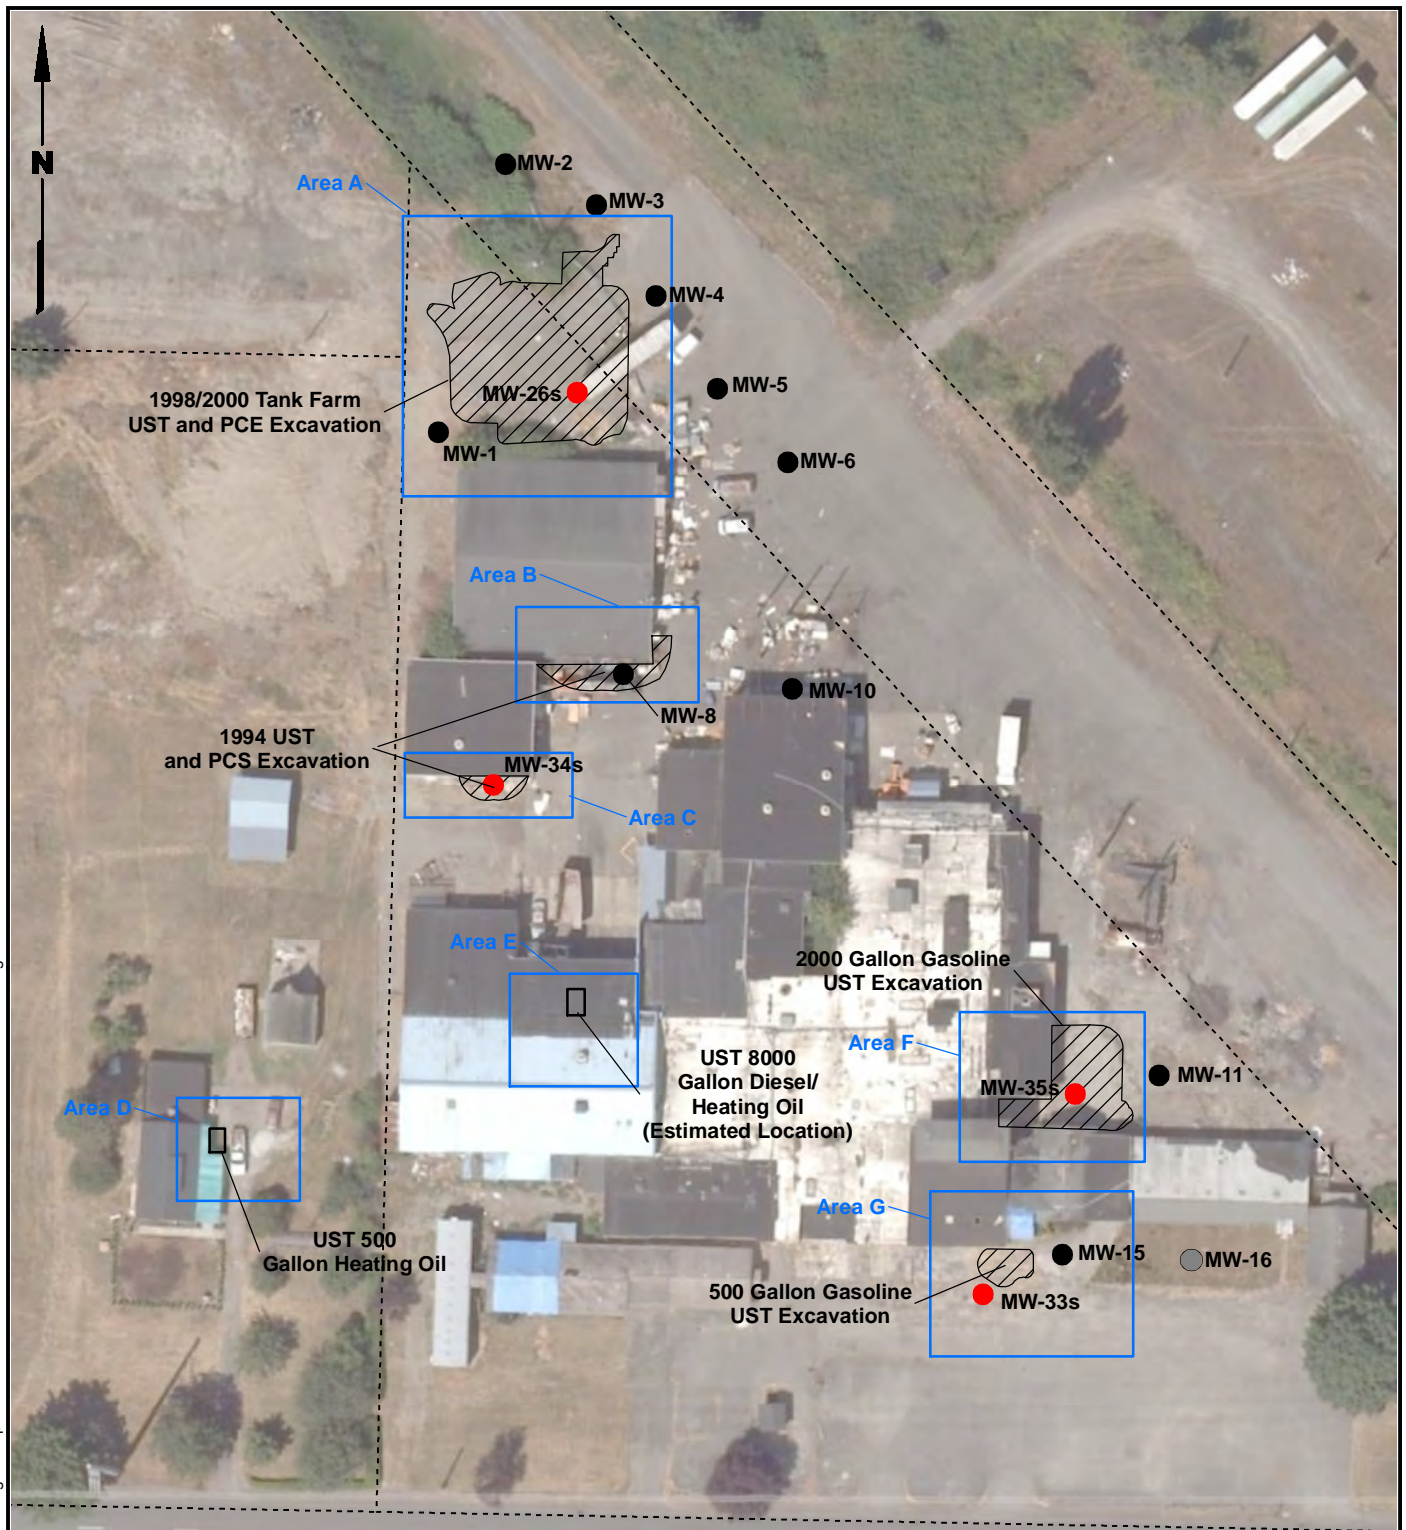 MW-2
Area A
MW-3
N
MW-4
MW-5
MW-26s
1998/2000 Tank Farm
UST and PCE Excavation
MW-1
MW-6
Area B
MW-10
MW-8
1994 UST
and PCS Excavation
MW-34s
Area C
Area E
2000 Gallon Gasoline
UST Excavation
Area F
UST 8000
Gallon Diesel/
Heating Oil
(Estimated Location)
MW-35s
MW-11
Area D
Area G
UST 500
Gallon Heating Oil
MW-15
MW-16
500 Gallon Gasoline
UST Excavation
MW-33s